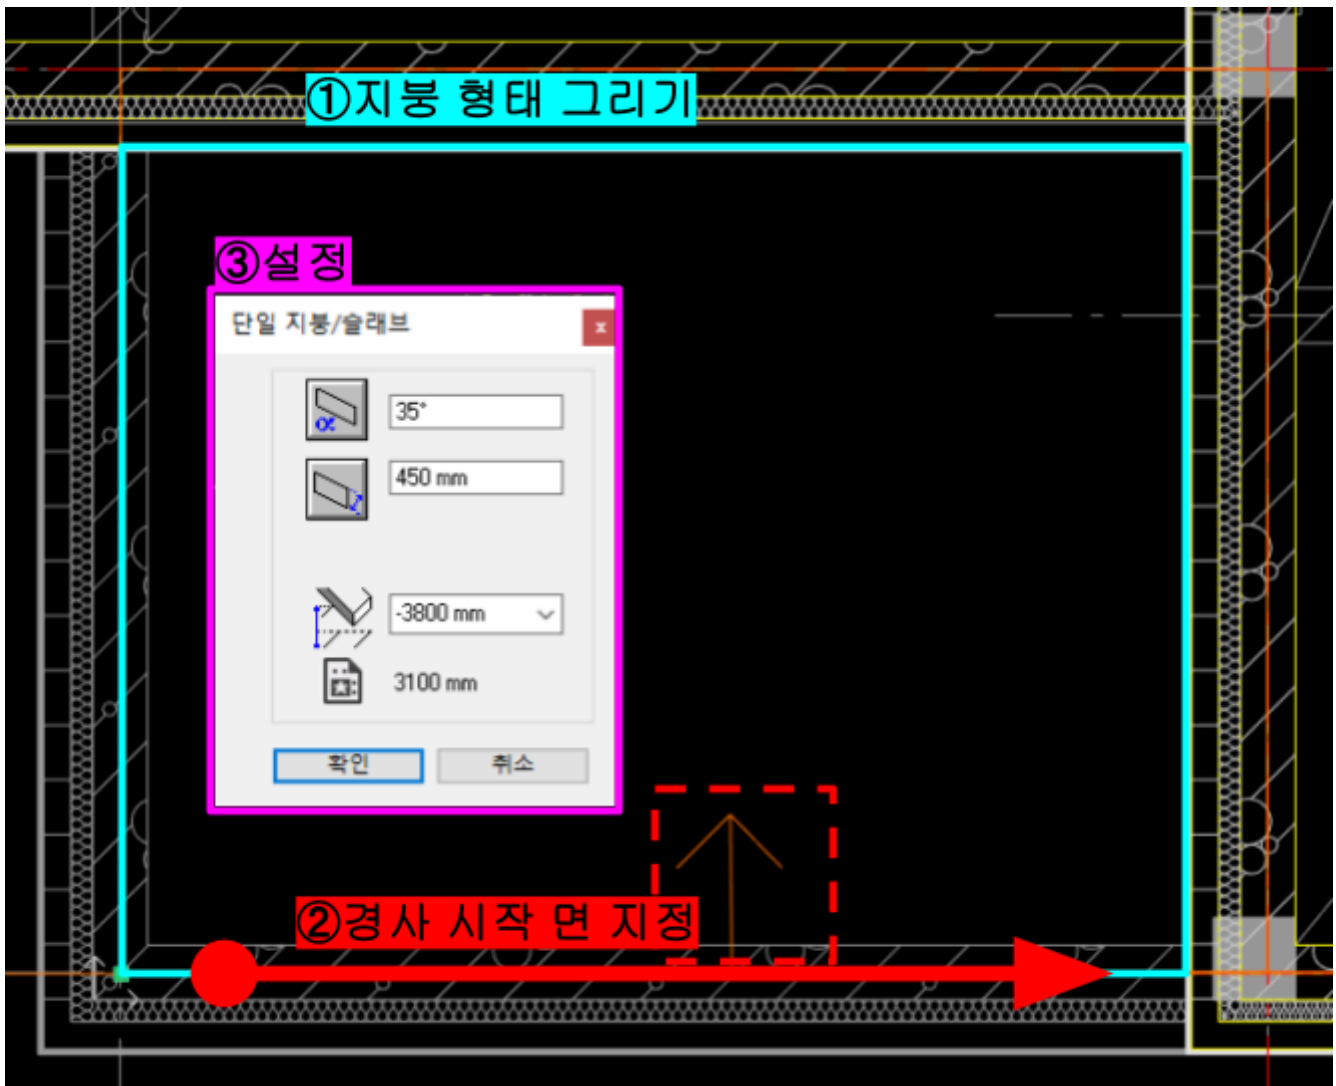 ①지붕 형태 그리기
③설정
단일 지붕/슬래브
x
α
35°
450 mm
-3800 mm
3100 mm
확인 취소
②경사 시작 면 지정